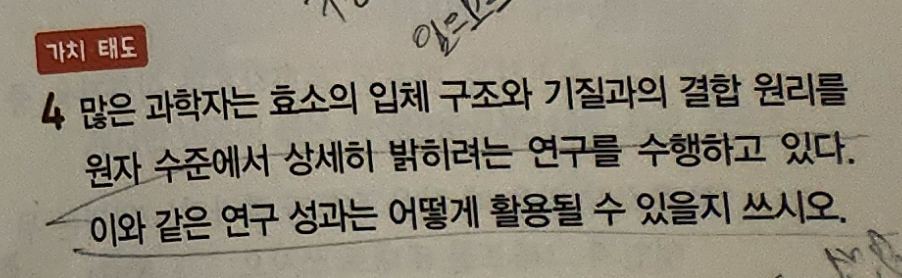 가치 태도
4 많은 과학자는 효소의 입체 구조와 기질과의 결합 원리를
원자 수준에서 상세히 밝히려는 연구를 수행하고 있다.
이와 같은 연구 성과는 어떻게 활용될 수 있을지 쓰시오.